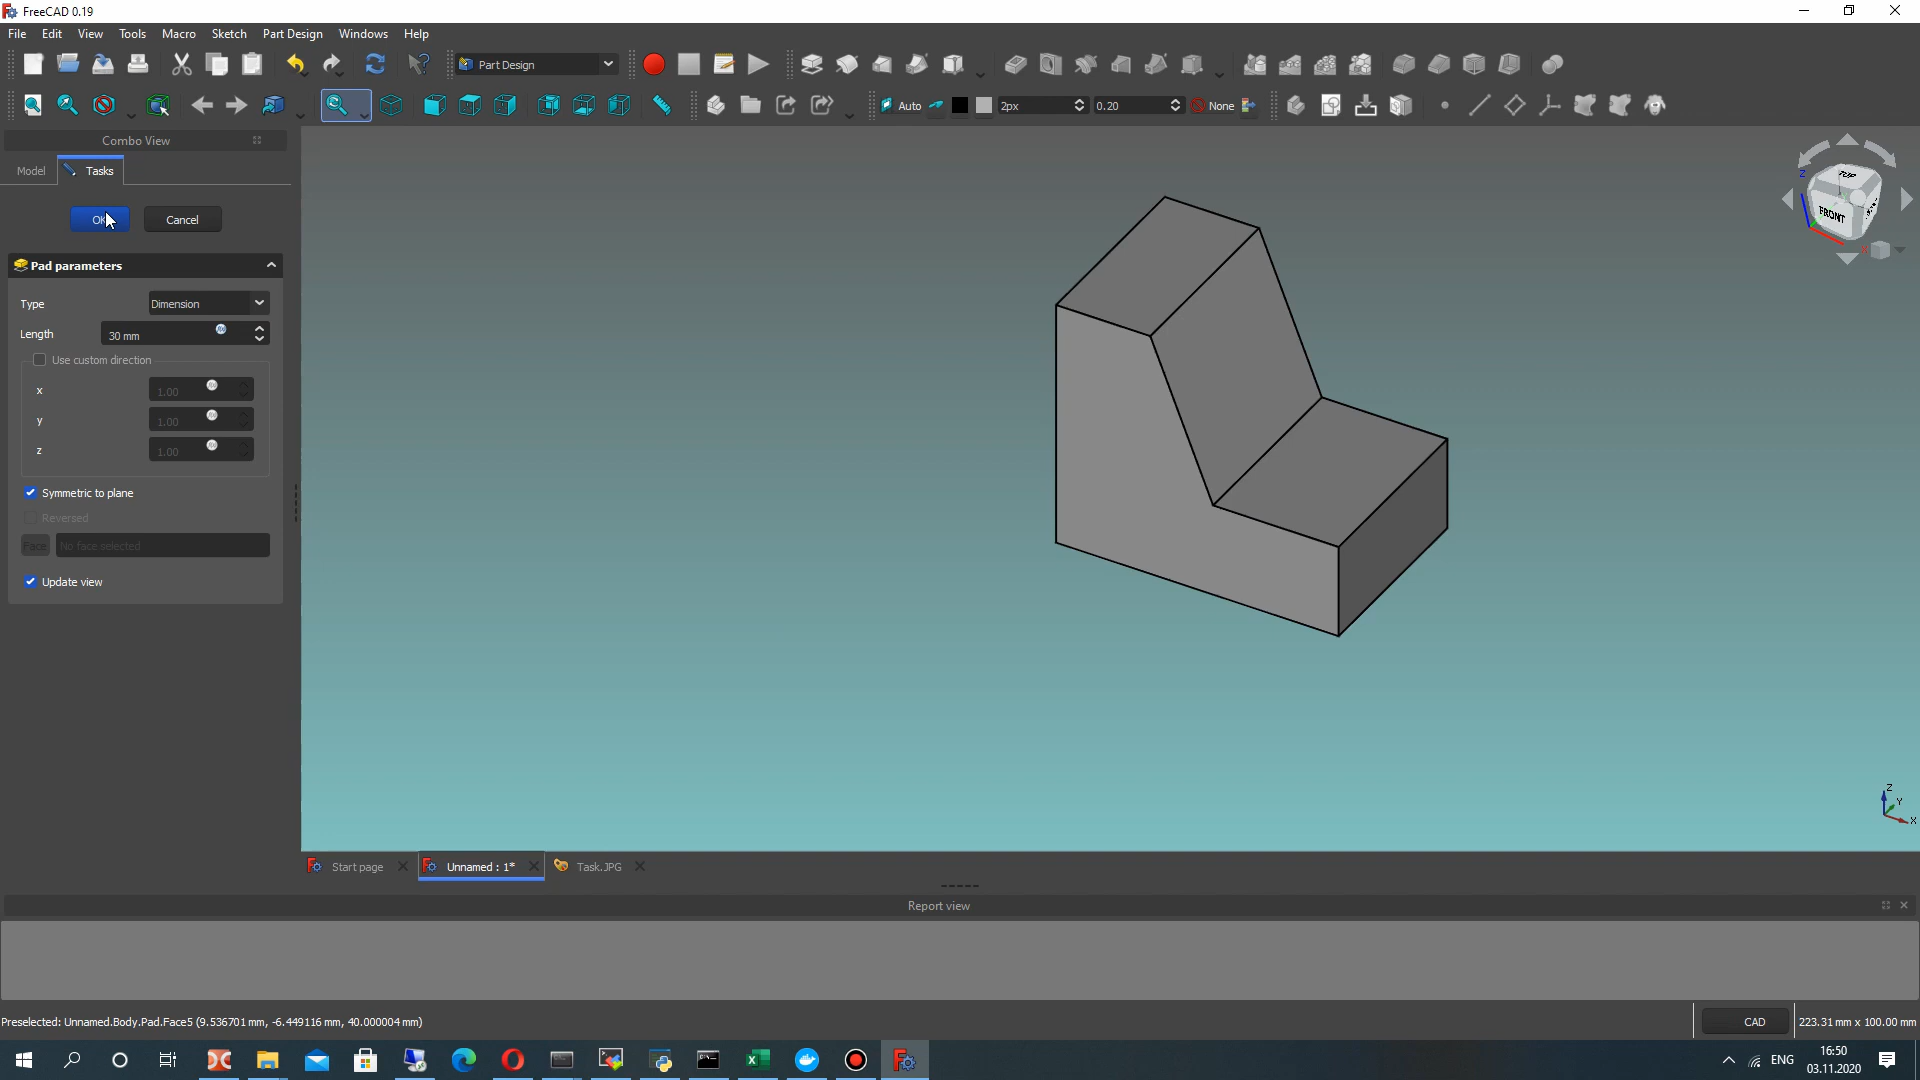 FreeCAD 0.19
File Edit View Tools Macro Sketch Part Design Windows Help
Part Design
Auto 2px 0.20 None
Combo View
Model Tasks
OK Cancel
Pad parameters
Type Dimension
Length 30 mm
Use custom direction
x 1.00
y 1.00
z 1.00
Symmetric to plane
Reversed
Face No face selected
Update view
TOP
FRONT
Z
X
Z
Y
X
Start page Unnamed : 1* Task.JPG
Report view
Preselected: Unnamed.Body.Pad.Face5 (9.536701 mm, -6.449116 mm, 40.000004 mm) CAD 223.31 mm x 100.00 mm
ENG 16:50
03.11.2020